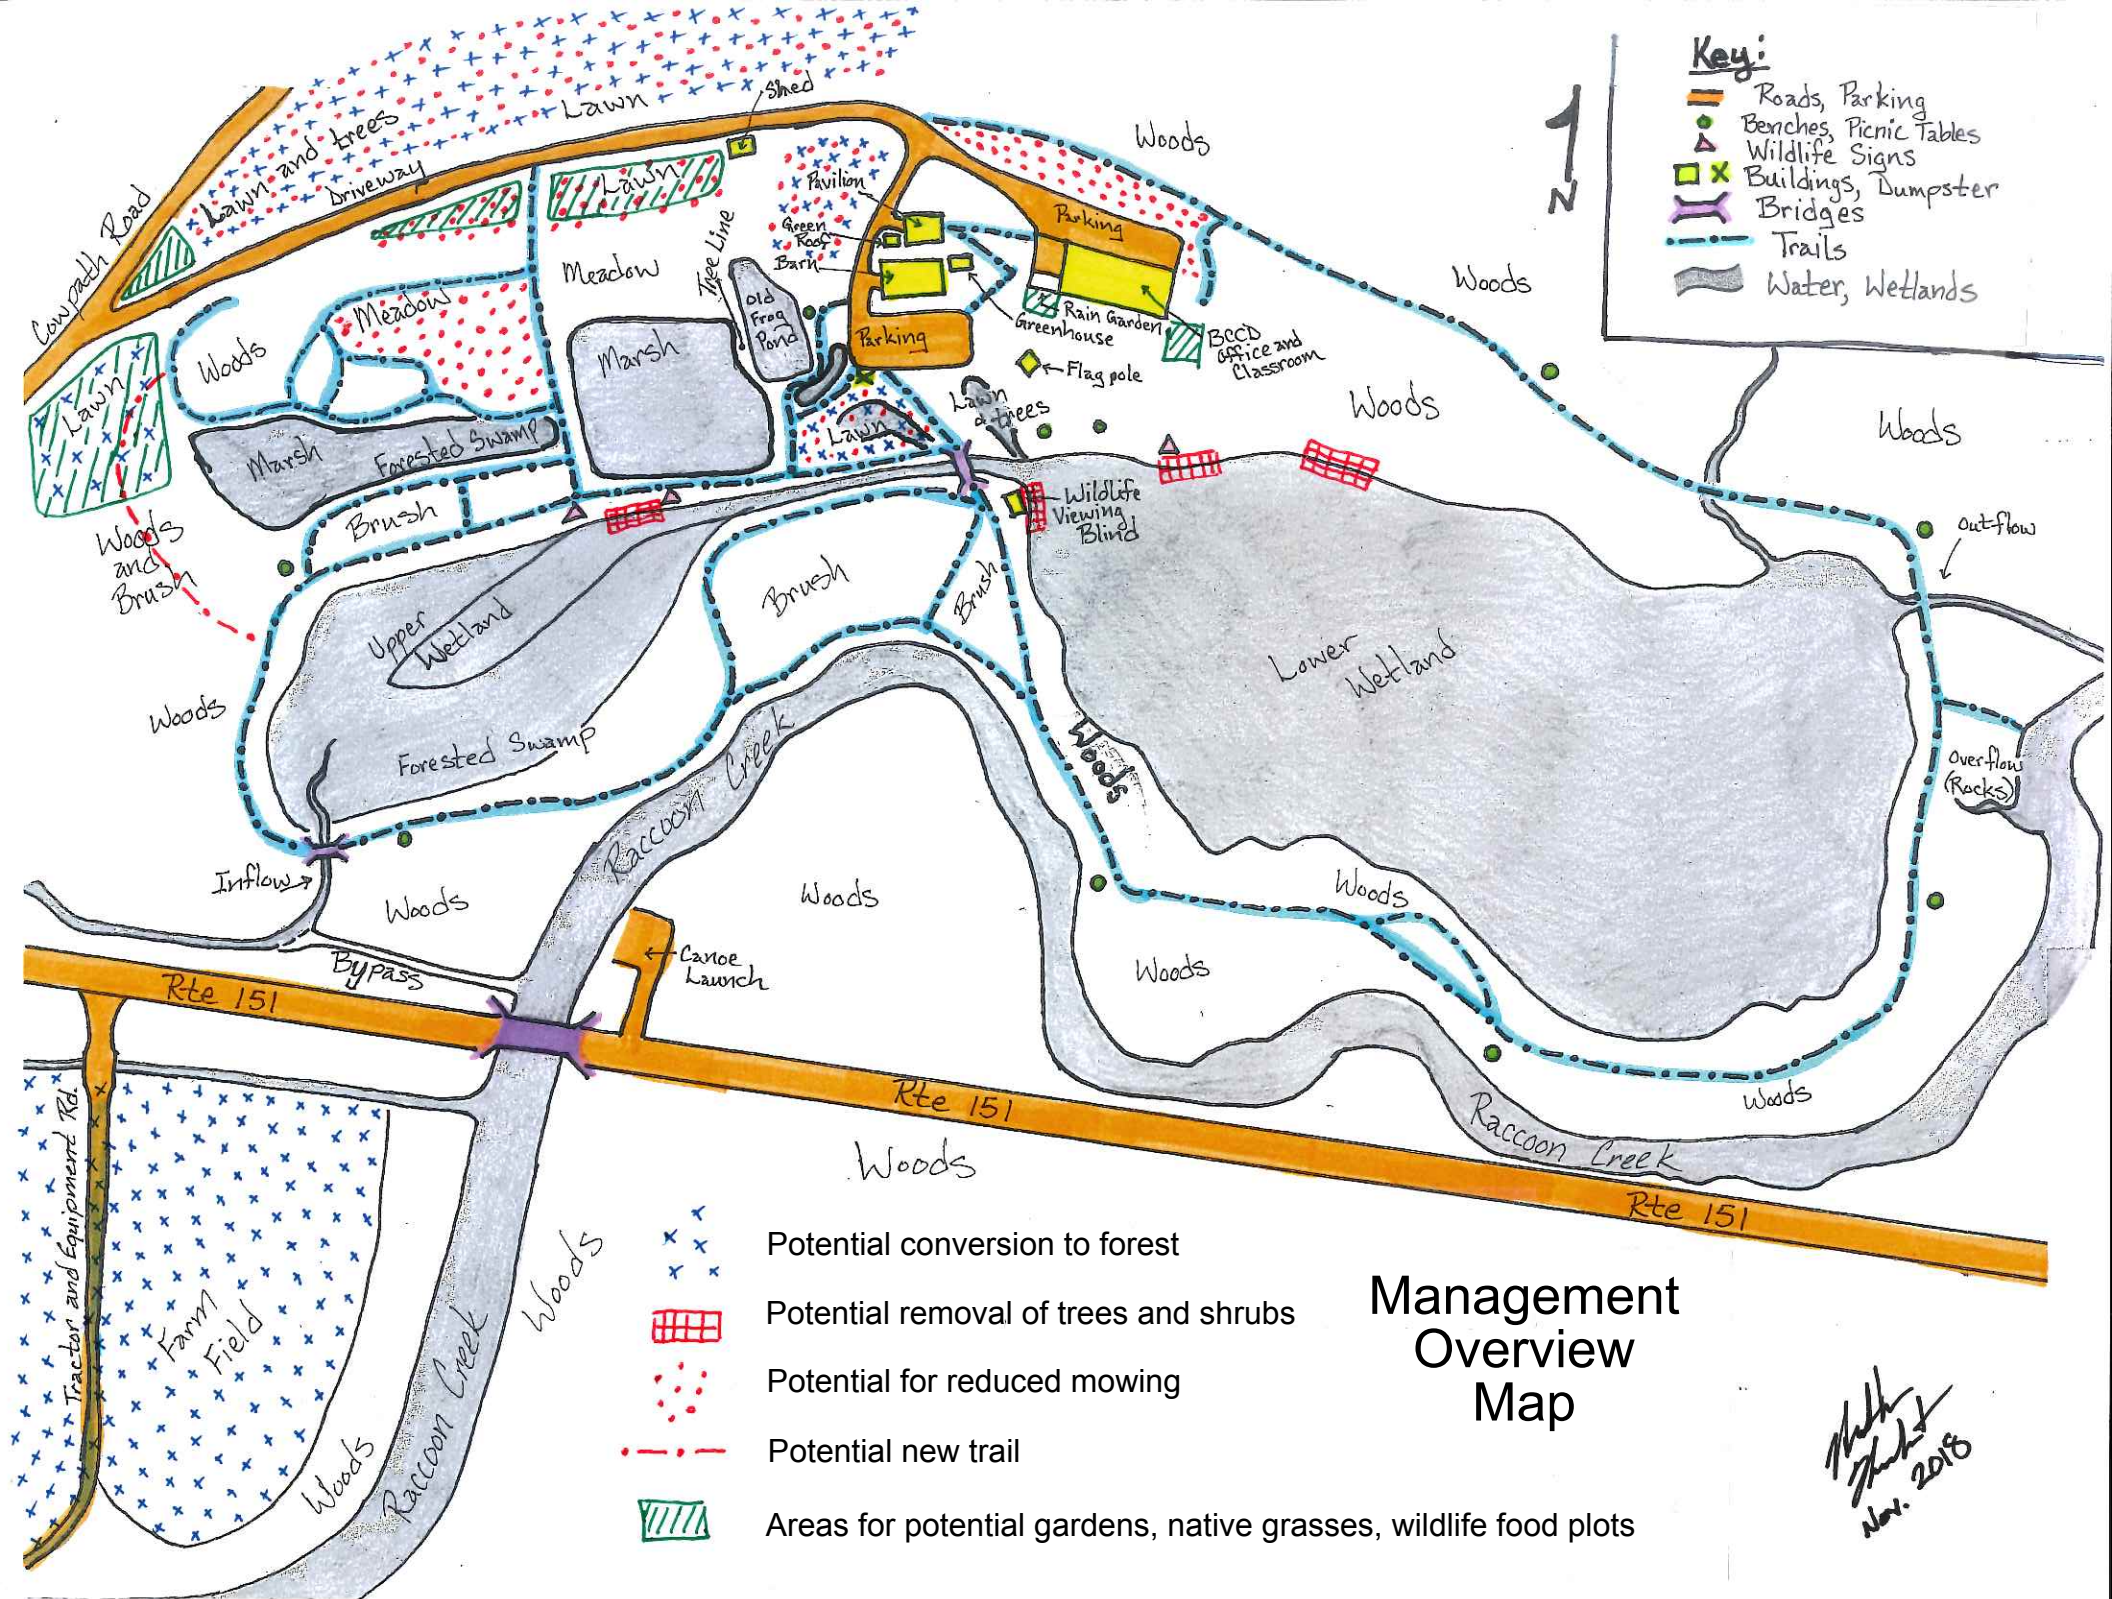 Key:
Roads, Parking
Benches, Picnic Tables
Wildlife Signs
Buildings, Dumpster
Bridges
Trails
Water, Wetlands
N
Shed
Lawn
Lawn and trees
Driveway
Cowpath Road
Woods
Lawn
Pavilion
Green
Roof
Barn
Tree Line
Meadow
Old
Frog
Pond
Parking
Parking
Rain Garden
Greenhouse
BCCD
Office and
Classroom
Flag pole
Woods
Meadow
Woods
Marsh
Lawn
Lawn
& trees
Woods
Woods
Lawn
Marsh
Forested Swamp
Brush
Woods
and
Brush
Wildlife
Viewing
Blind
Outflow
Upper
Wetland
Brush
Brush
Lower
Wetland
Woods
Forested Swamp
Woods
Overflow
(Rocks)
Raccoon Creek
Inflow
Woods
Woods
Woods
Woods
Canoe
Launch
Bypass
Rte 151
Rte 151
Woods
Raccoon Creek
Rte 151
Woods
Woods
Tractor and Equipment Rd.
Farm
Field
Woods
Raccoon Creek
Potential conversion to forest
Potential removal of trees and shrubs
Potential for reduced mowing
Potential new trail
Areas for potential gardens, native grasses, wildlife food plots
Management
Overview
Map
Nov. 2018